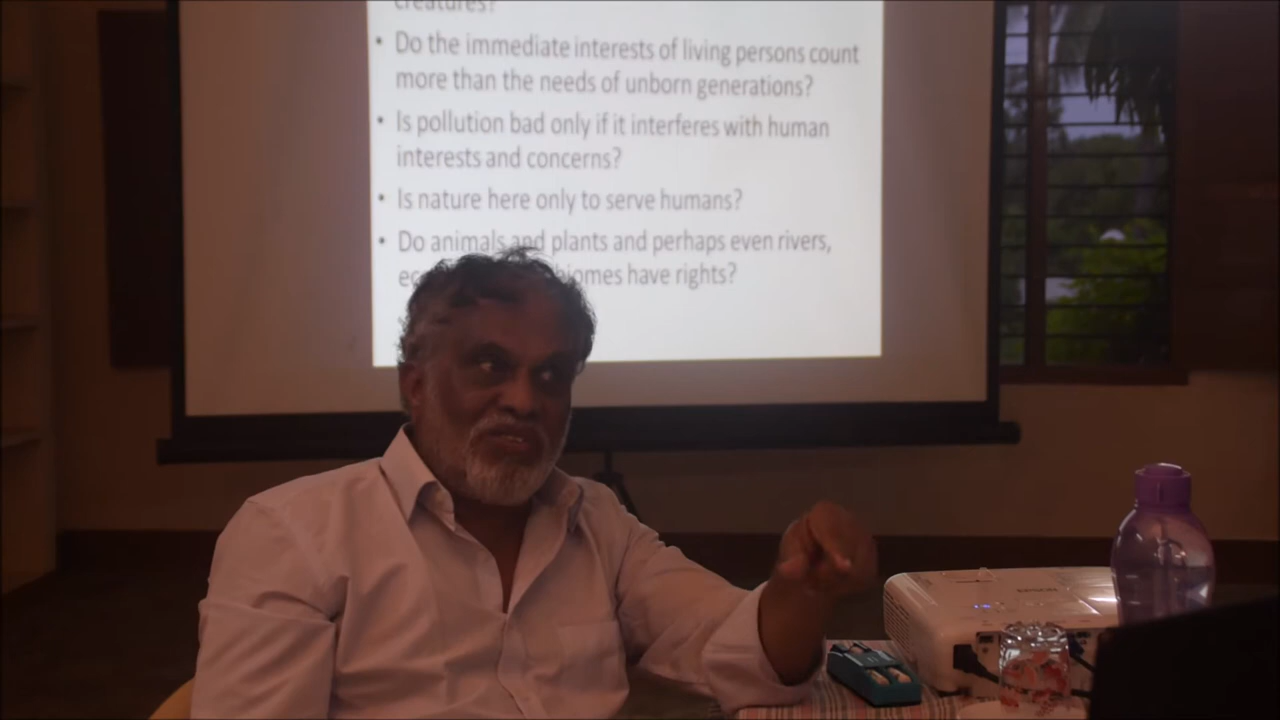 creatures?
• Do the immediate interests of living persons count
more than the needs of unborn generations?
• Is pollution bad only if it interferes with human
interests and concerns?
• Is nature here only to serve humans?
• Do animals and plants and perhaps even rivers,
biomes have rights?
EPSON